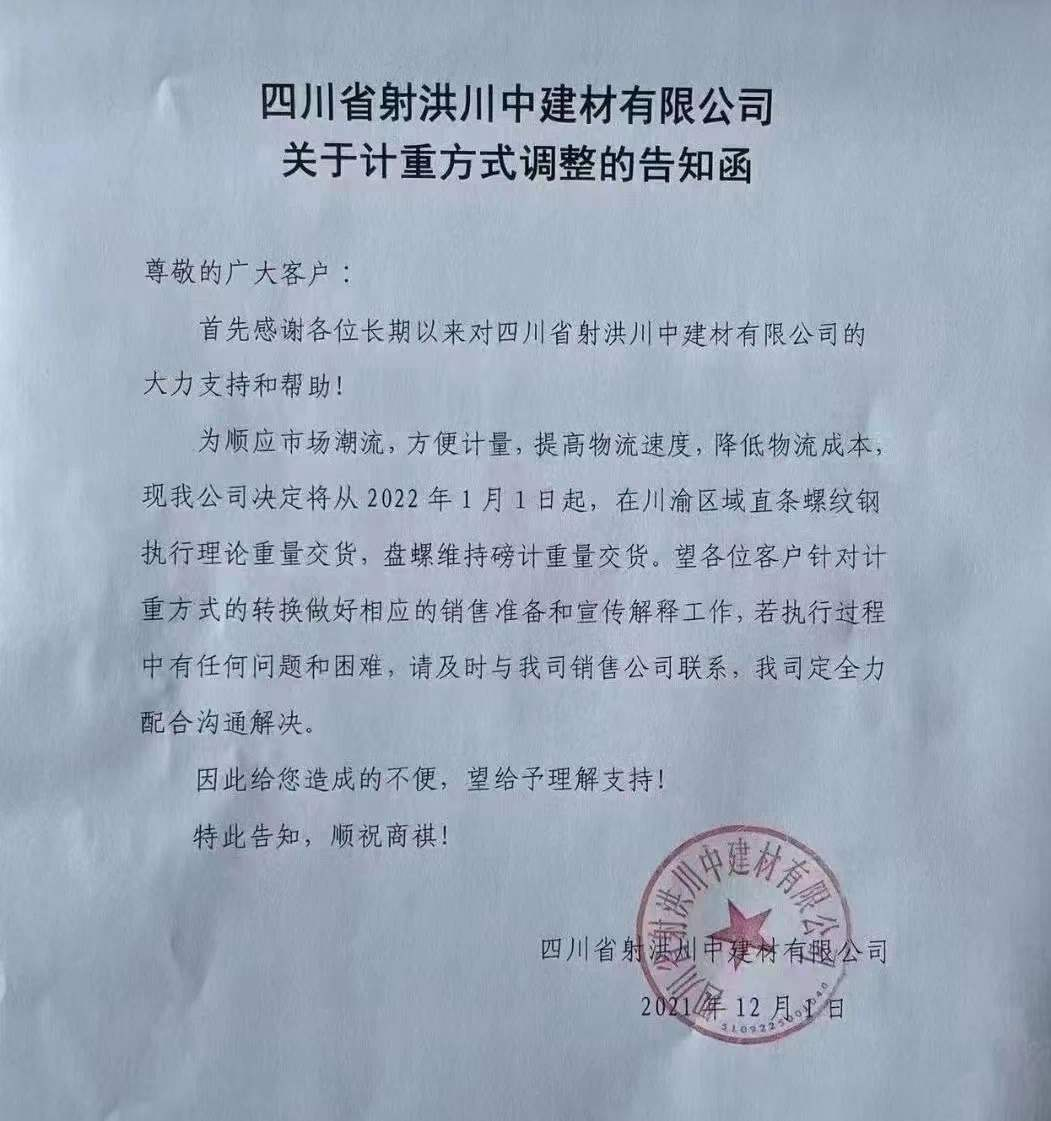 四川省射洪川中建材有限公司
关于计重方式调整的告知函
尊敬的广大客户：
首先感谢各位长期以来对四川省射洪川中建材有限公司的
大力支持和帮助！
为顺应市场潮流，方便计量，提高物流速度，降低物流成本，
现我公司决定将从2022年1月1日起，在川渝区域直条螺纹钢
执行理论重量交货，盘螺维持磅计重量交货。望各位客户针对计
重方式的转换做好相应的销售准备和宣传解释工作，若执行过程
中有任何问题和困难，请及时与我司销售公司联系，我司定全力
配合沟通解决。
因此给您造成的不便，望给予理解支持！
特此告知，顺祝商祺！
四川省射洪川中建材有限公司
四川省射洪川中建材有限公司
2021年12月1日